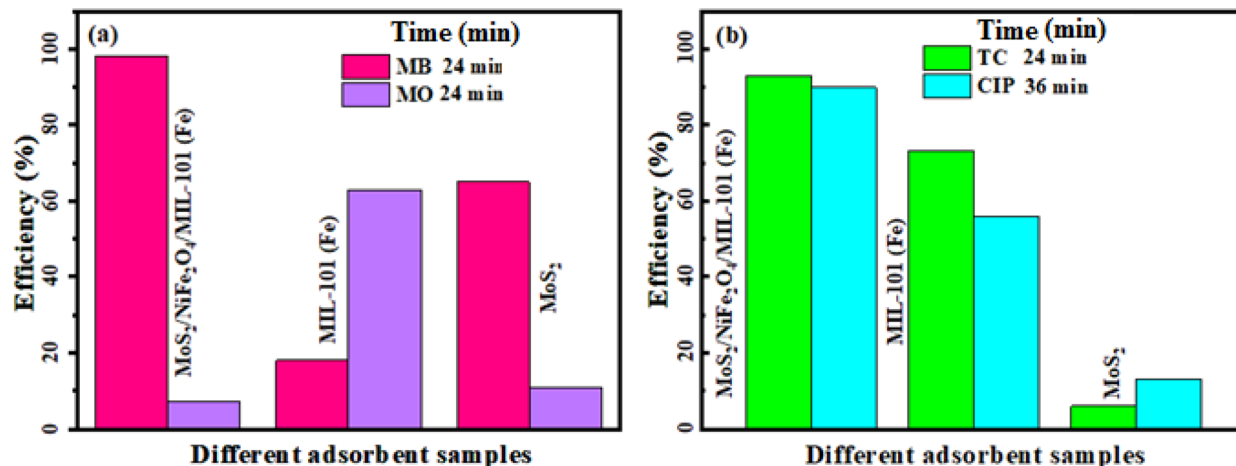 (a)
Time (min)
MB 24 min
MO 24 min
Efficiency (%)
100
80
60
40
20
0
MoS₂/NiFe₂O₄/MIL-101 (Fe)
MIL-101 (Fe)
MoS₂
Different adsorbent samples
(b)
Time (min)
TC 24 min
CIP 36 min
Efficiency (%)
100
80
60
40
20
0
MoS₂/NiFe₂O₄/MIL-101 (Fe)
MIL-101 (Fe)
MoS₂
Different adsorbent samples